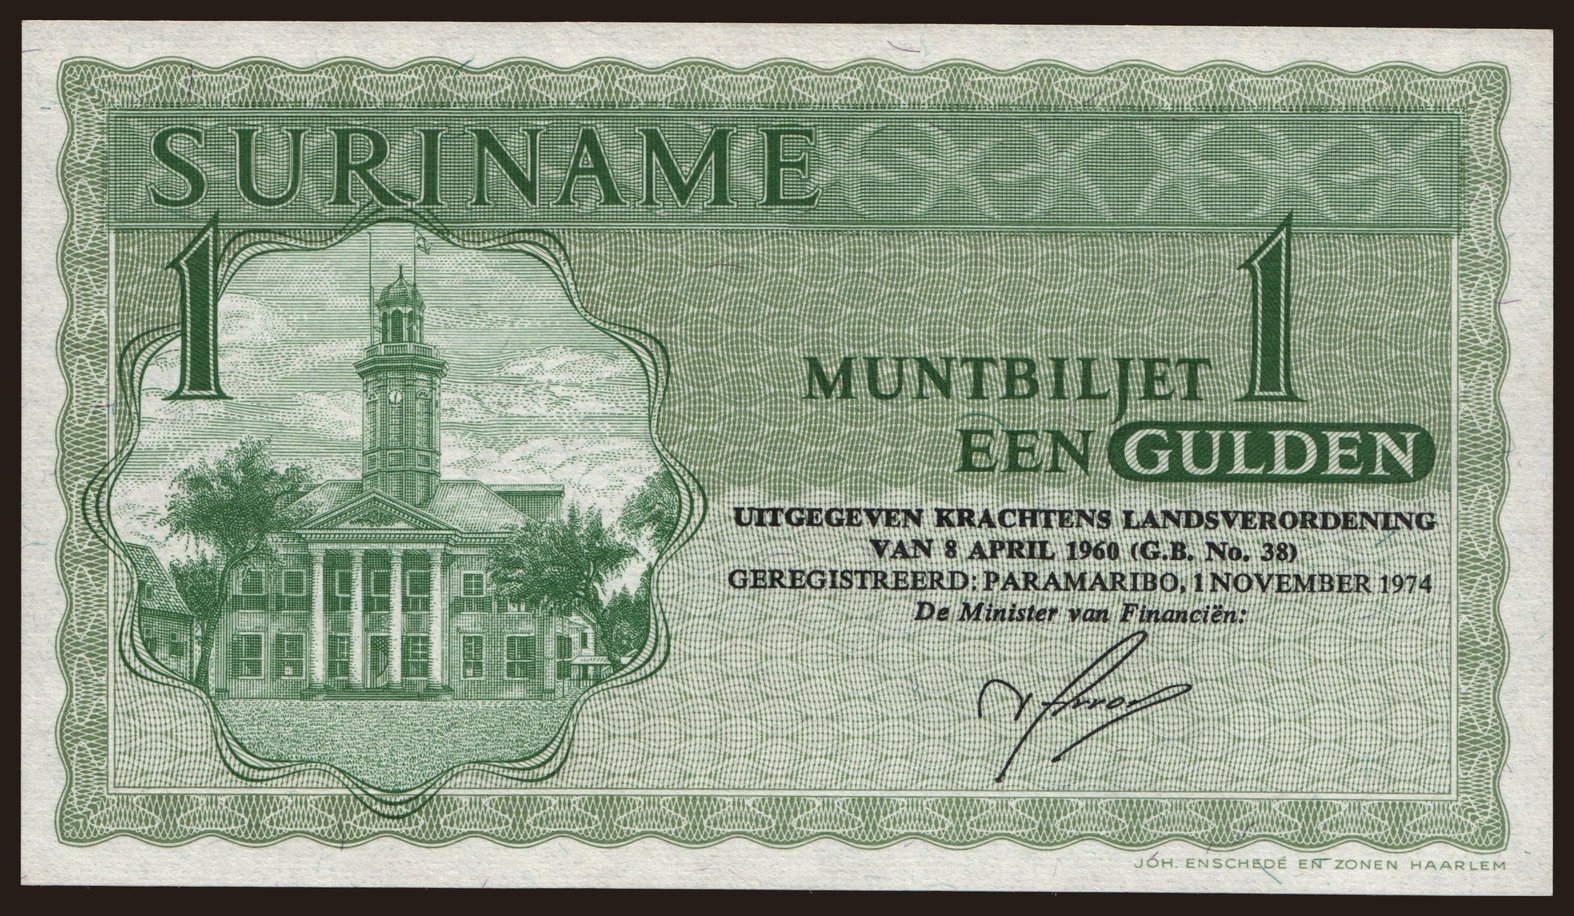 SURINAME
1
1
MUNTBILJET
EEN GULDEN
UITGEGEVEN KRACHTENS LANDSVERORDENING
VAN 8 APRIL 1960 (G.B. No. 38)
GEREGISTREERD: PARAMARIBO, 1 NOVEMBER 1974
De Minister van Financiën:
JOH. ENSCHEDÉ EN ZONEN HAARLEM